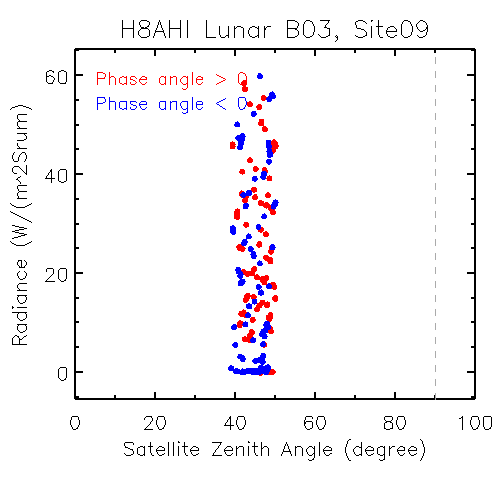 H8AHI Lunar B03, Site09
Phase angle > 0
Phase angle < 0
Radiance (W/(m^2Srum)
60
40
20
0
0 20 40 60 80 100
Satellite Zenith Angle (degree)